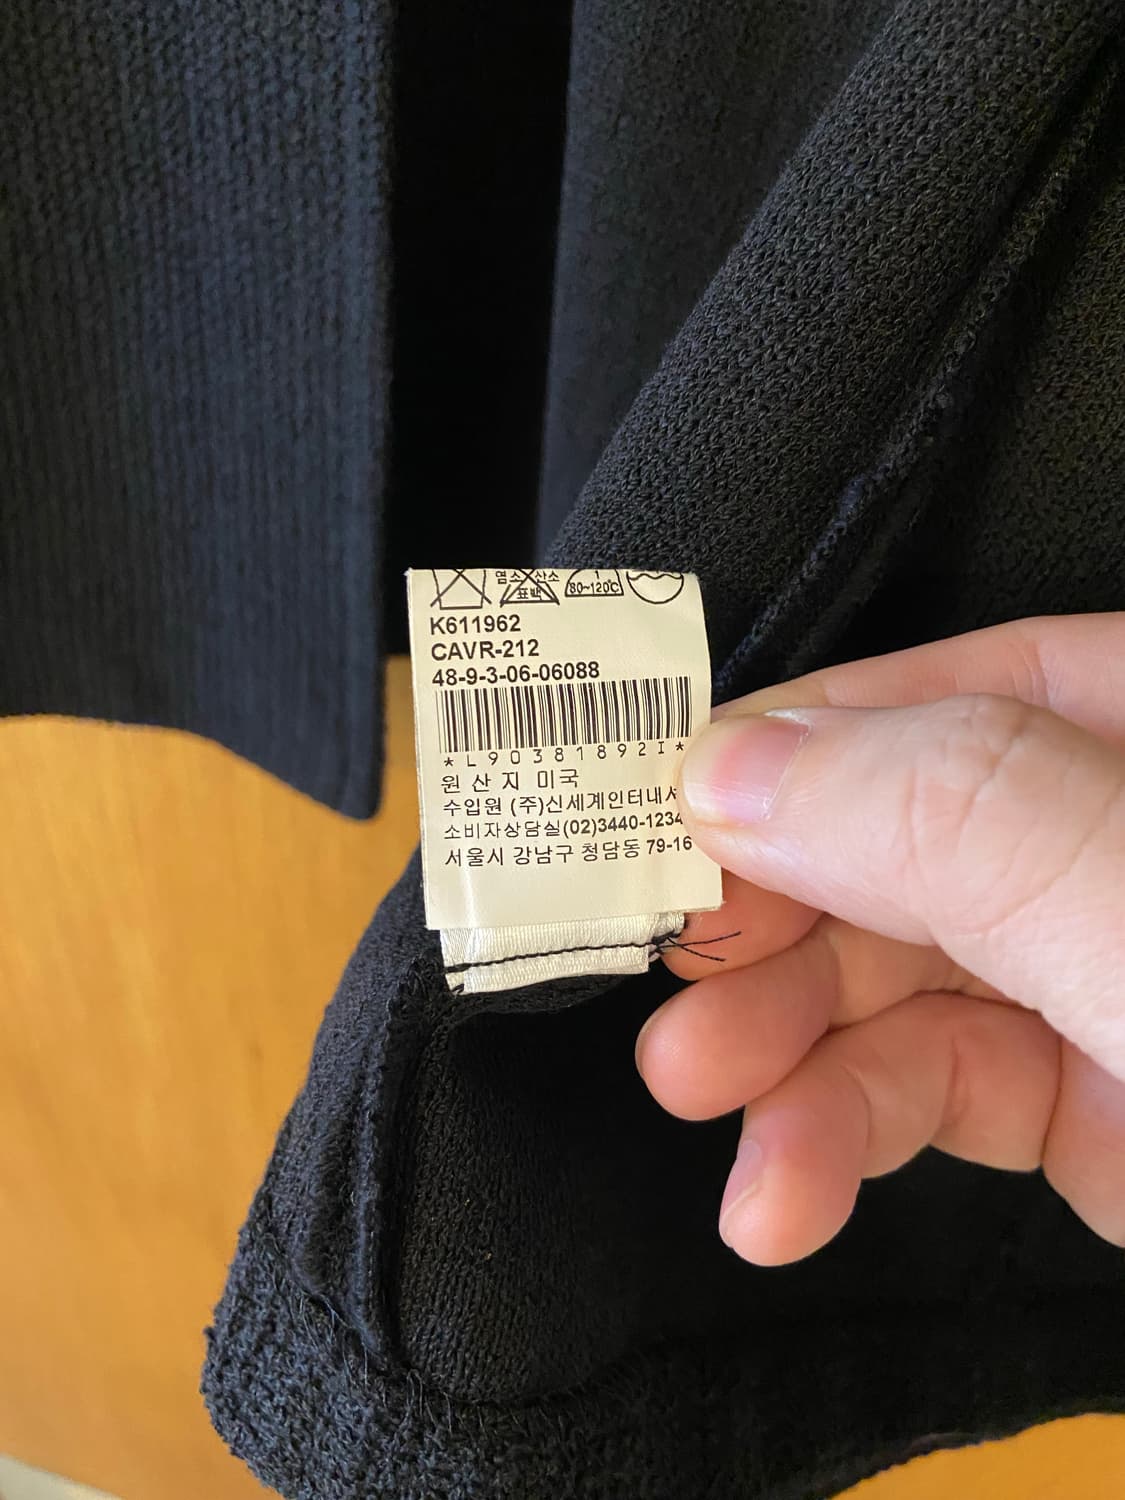 염소 산소
표백
1
80~120℃
K611962
CAVR-212
48-9-3-06-06088
*L90381892I*
원 산 지 미국
수입원 (주)신세계인터내
소비자상담실(02)3440-1234
서울시 강남구 청담동 79-16